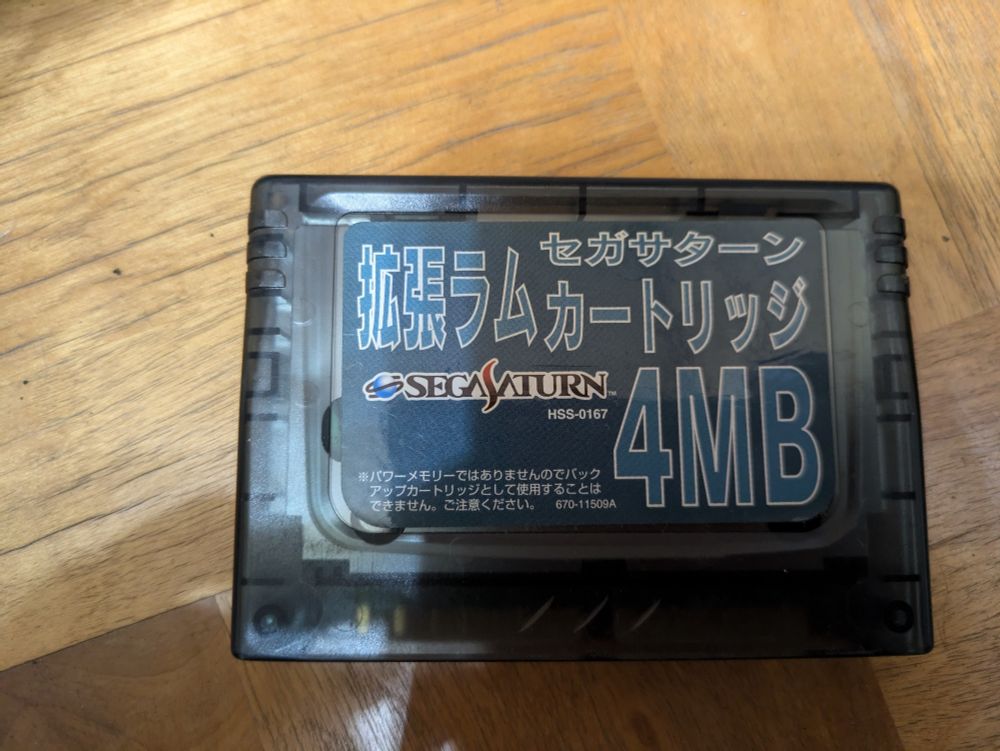 セガサターン
拡張ラムカートリッジ
SEGASATURN™
HSS-0167
4MB
※パワーメモリーではありませんのでバック
アップカートリッジとして使用することは
できません。ご注意ください。 670-11509A